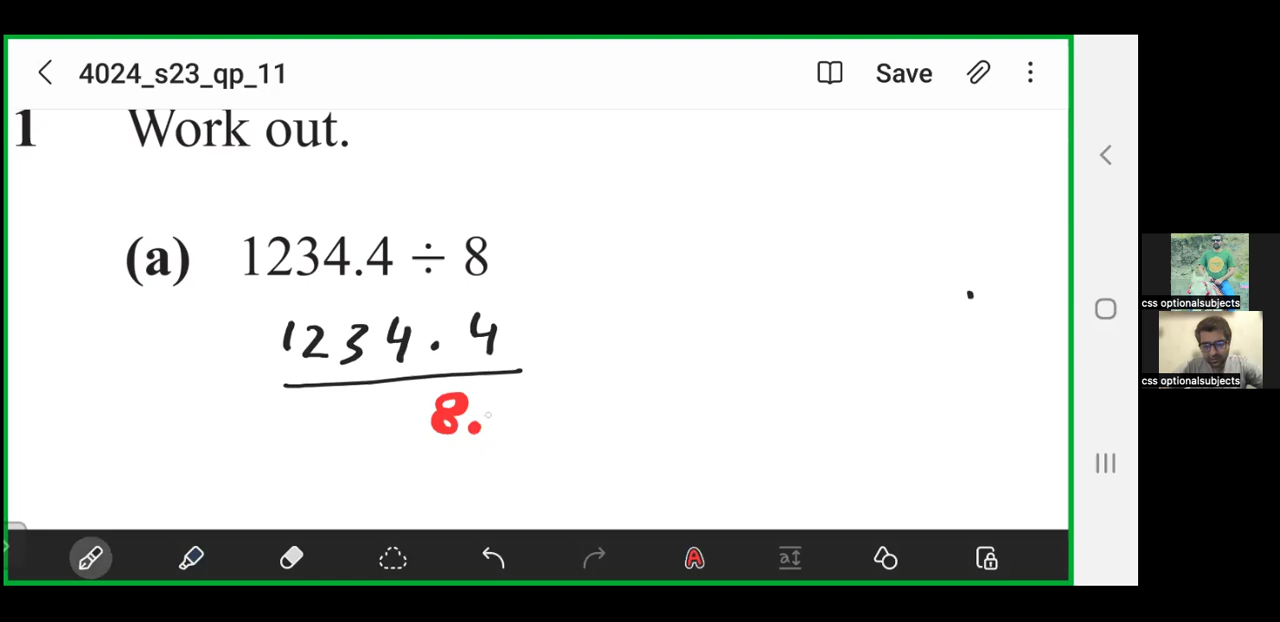 4024_s23_qp_11
Save
1 Work out.
(a) 1234.4 ÷ 8
1234.4
8.
A
a
css optionalsubjects
css optionalsubjects